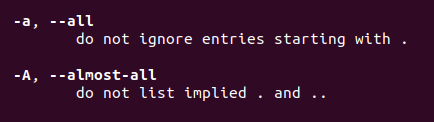 -a, --all
do not ignore entries starting with .
-A, --almost-all
do not list implied . and ..